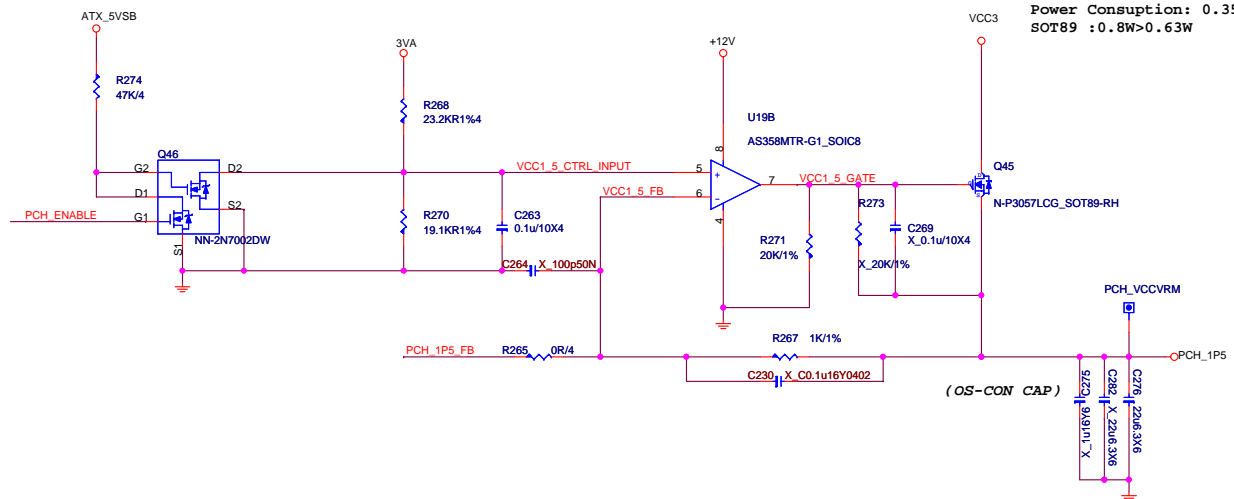 Power Consuption: 0.35
SOT89 :0.8W>0.63W
ATX_5VSB
3VA
+12V
VCC3
R274
47K/4
R268
23.2KR1%4
U19B
AS358MTR-G1_SOIC8
Q46
G2
D2
VCC1_5_CTRL_INPUT
5
8
+
7
VCC1_5_GATE
Q45
N-P3057LCG_SOT89-RH
D1
VCC1_5_FB
6
-
4
PCH_ENABLE
G1
S2
S1
NN-2N7002DW
R270
19.1KR1%4
C263
0.1u/10X4
R271
20K/1%
R273
X_20K/1%
C269
X_0.1u/10X4
C264
X_100p50N
PCH_VCCVRM
PCH_1P5_FB
R265
0R/4
R267
1K/1%
PCH_1P5
C230
X_C0.1u16Y0402
(OS-CON CAP)
C275
X_1u16Y6
C282
X_22u6.3X6
C276
22u6.3X6